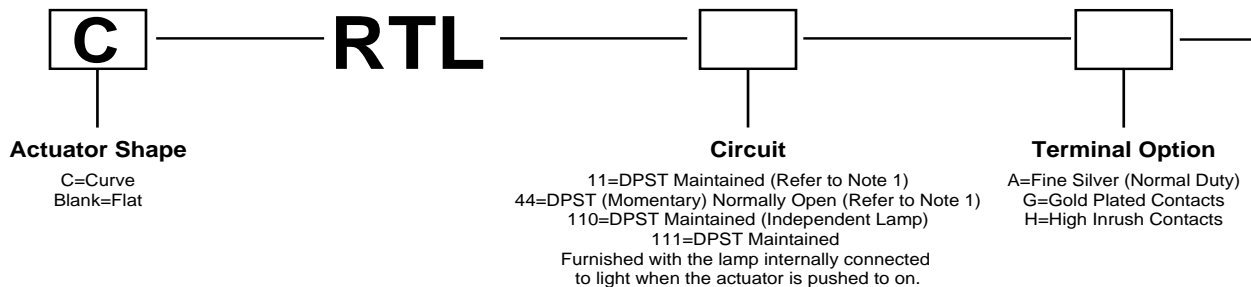 C RTL
Actuator Shape
C=Curve
Blank=Flat
Circuit
11=DPST Maintained (Refer to Note 1)
44=DPST (Momentary) Normally Open (Refer to Note 1)
110=DPST Maintained (Independent Lamp)
111=DPST Maintained
Furnished with the lamp internally connected
to light when the actuator is pushed to on.
Terminal Option
A=Fine Silver (Normal Duty)
G=Gold Plated Contacts
H=High Inrush Contacts